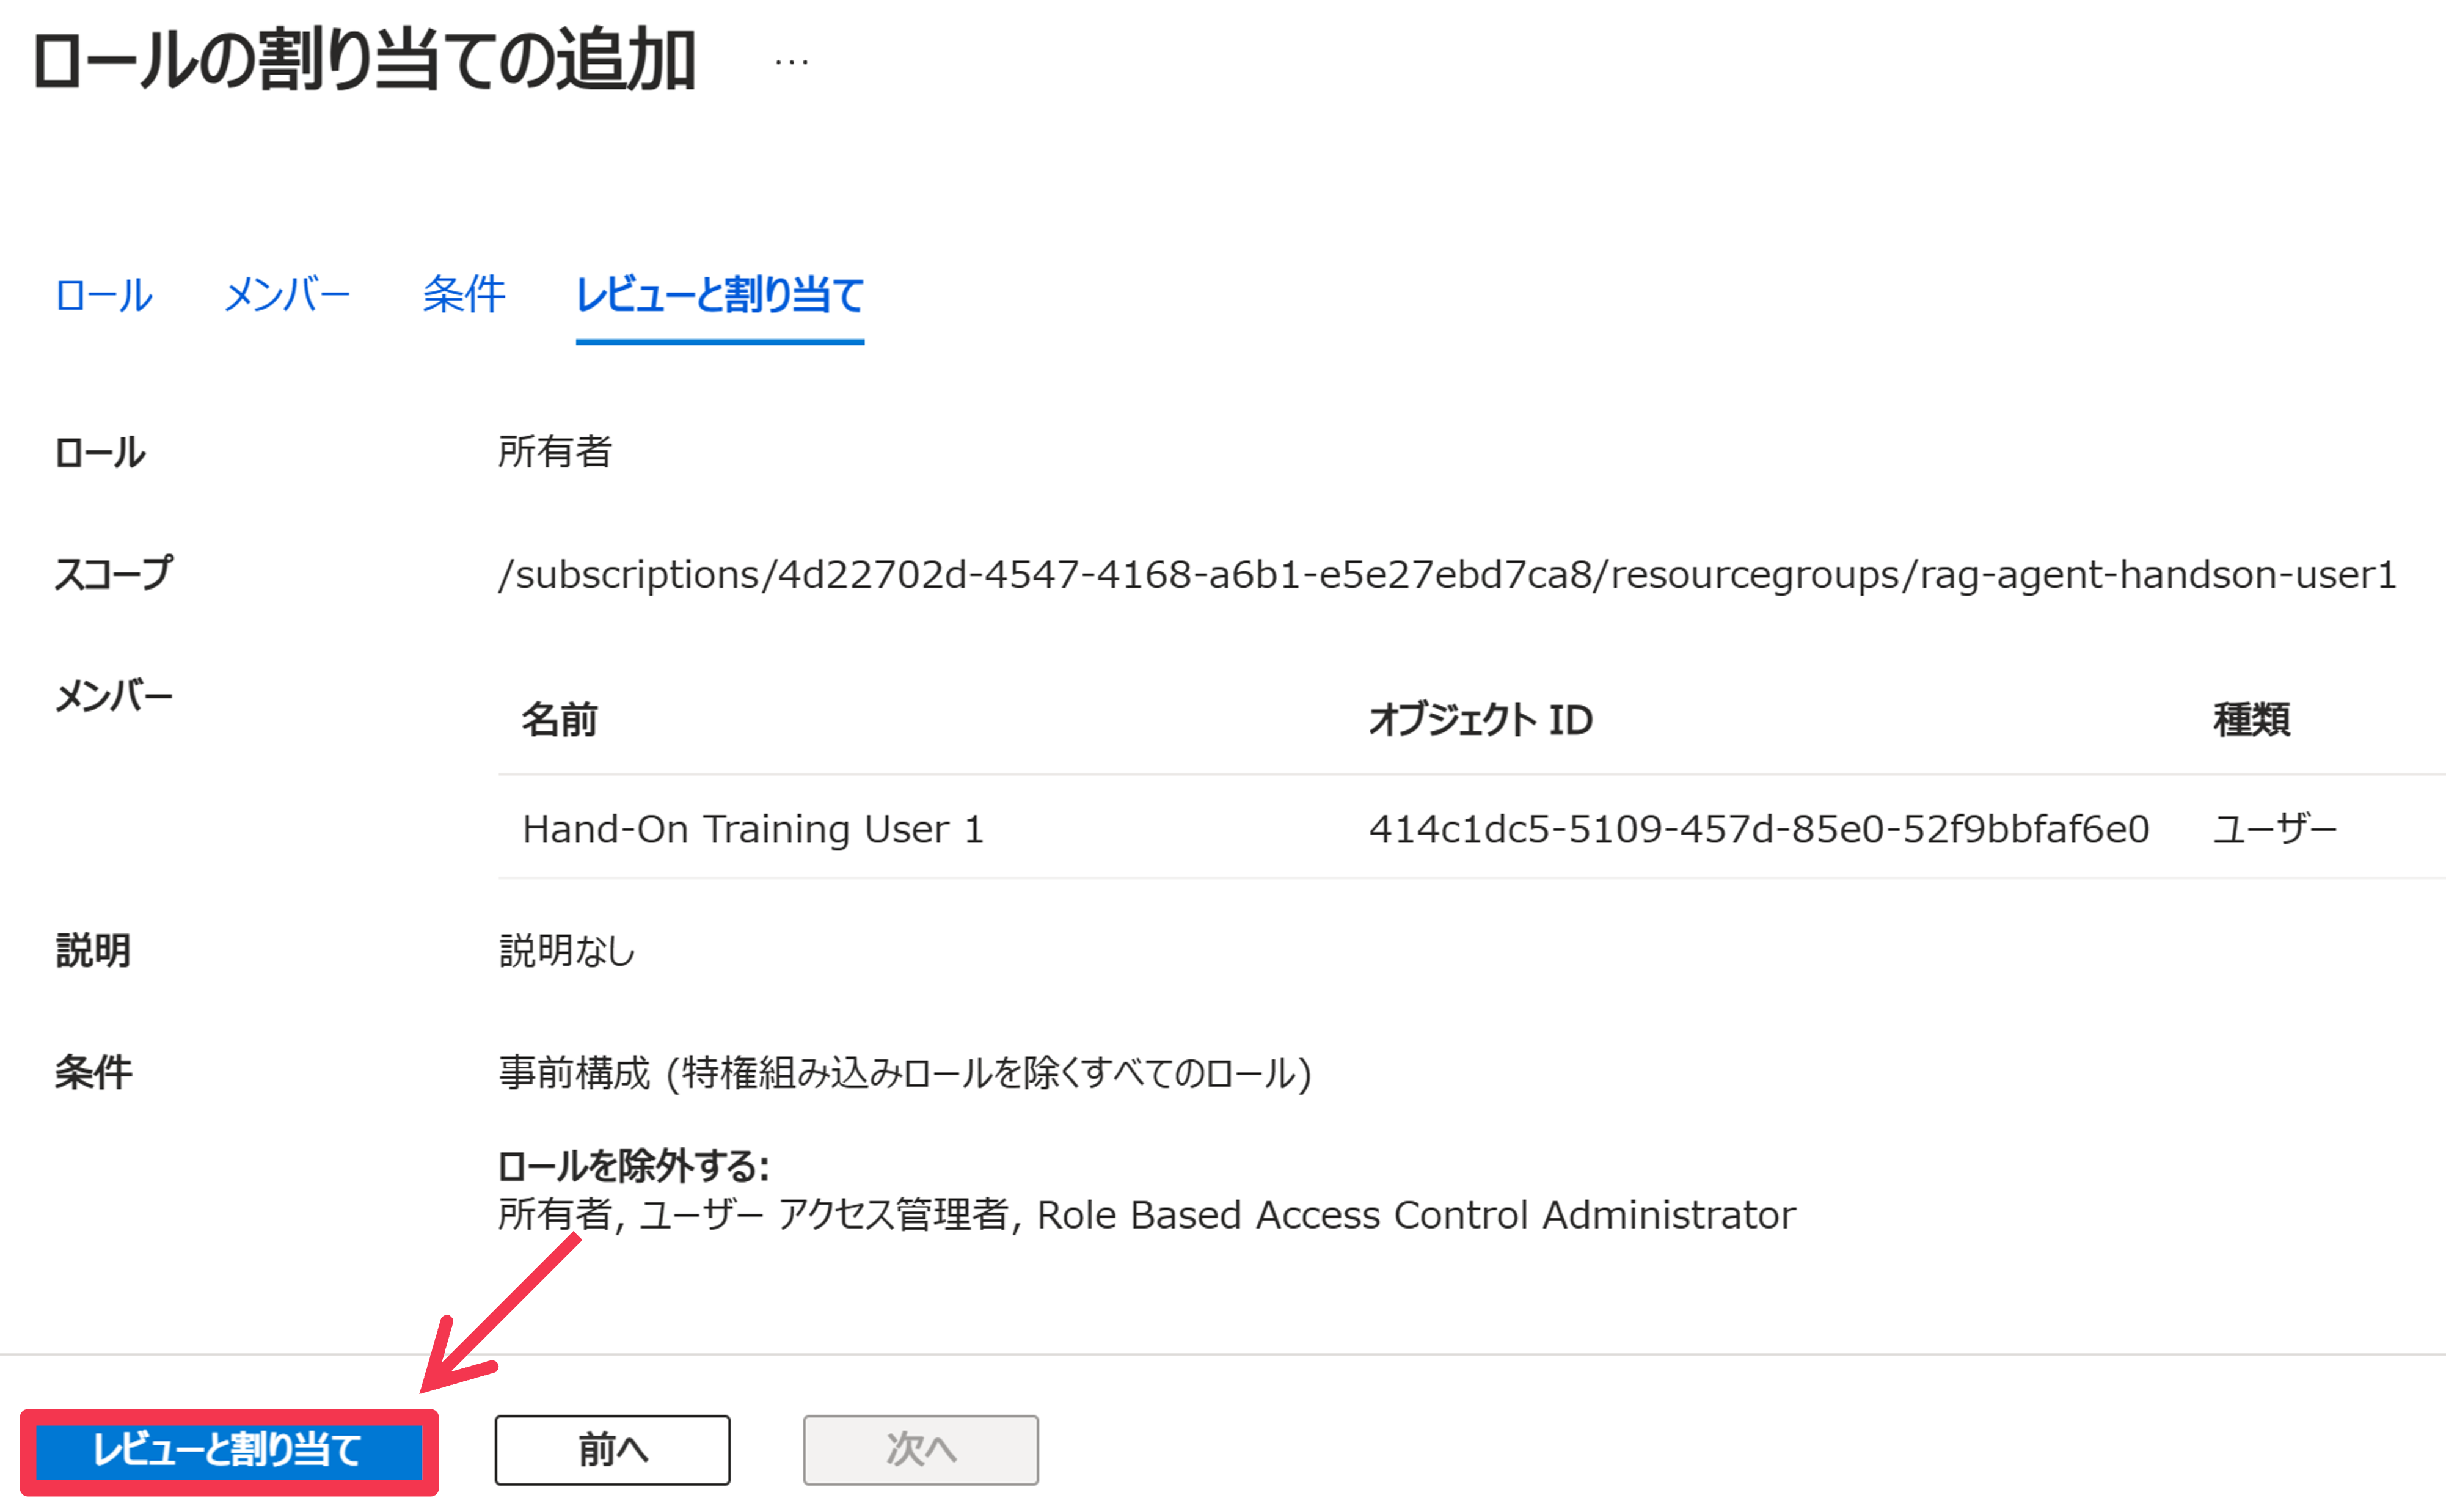 ロールの割り当ての追加 …
ロール メンバー 条件 レビューと割り当て
ロール 所有者
スコープ /subscriptions/4d22702d-4547-4168-a6b1-e5e27ebd7ca8/resourcegroups/rag-agent-handson-user1
メンバー
名前 オブジェクト ID 種類
Hand-On Training User 1 414c1dc5-5109-457d-85e0-52f9bbfaf6e0 ユーザー
説明 説明なし
条件 事前構成 (特権組み込みロールを除くすべてのロール)
ロールを除外する:
所有者, ユーザー アクセス管理者, Role Based Access Control Administrator
レビューと割り当て 前へ 次へ